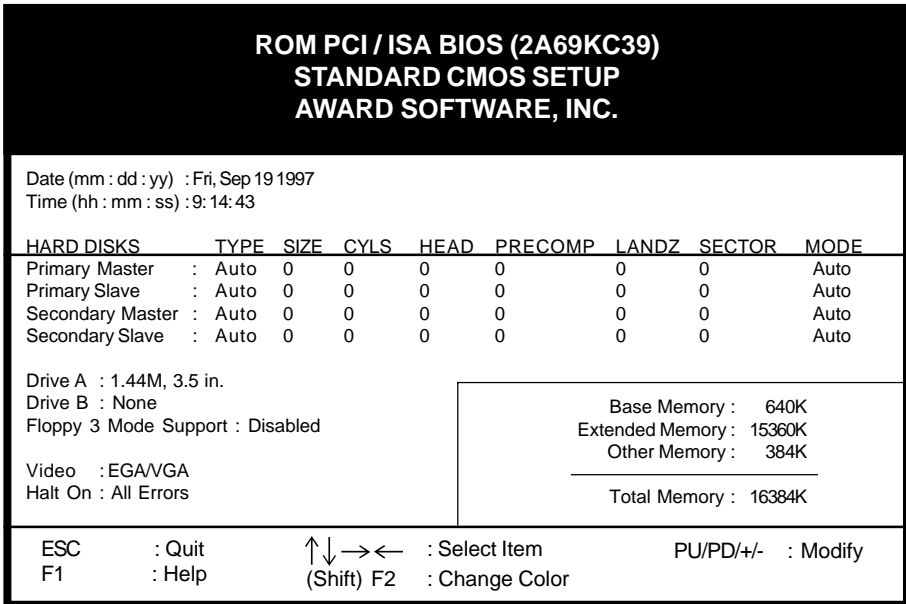 ROM PCI / ISA BIOS (2A69KC39)
STANDARD CMOS SETUP
AWARD SOFTWARE, INC.
Date (mm : dd : yy) : Fri, Sep 19 1997
Time (hh : mm : ss) : 9: 14: 43
HARD DISKS TYPE SIZE CYLS HEAD PRECOMP LANDZ SECTOR MODE
Primary Master : Auto 0 0 0 0 0 0 Auto
Primary Slave : Auto 0 0 0 0 0 0 Auto
Secondary Master : Auto 0 0 0 0 0 0 Auto
Secondary Slave : Auto 0 0 0 0 0 0 Auto
Drive A : 1.44M, 3.5 in.
Drive B : None
Floppy 3 Mode Support : Disabled
Video : EGA/VGA
Halt On : All Errors
Base Memory : 640K
Extended Memory : 15360K
Other Memory : 384K
Total Memory : 16384K
ESC : Quit ↑↓→← : Select Item PU/PD/+/- : Modify
F1 : Help (Shift) F2 : Change Color